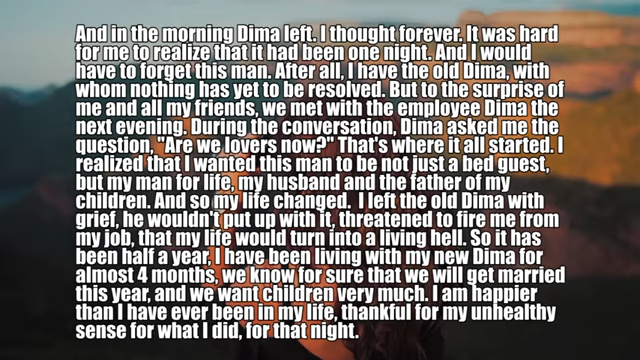 And in the morning Dima left. I thought forever. It was hard
for me to realize that it had been one night. And I would
have to forget this man. After all, I have the old Dima, with
whom nothing has yet to be resolved. But to the surprise of
me and all my friends, we met with the employee Dima the
next evening. During the conversation, Dima asked me the
question, "Are we lovers now?" That's where it all started. I
realized that I wanted this man to be not just a bed guest,
but my man for life, my husband and the father of my
children. And so my life changed.  I left the old Dima with
grief, he wouldn't put up with it, threatened to fire me from
my job, that my life would turn into a living hell. So it has
been half a year, I have been living with my new Dima for
almost 4 months, we know for sure that we will get married
this year, and we want children very much. I am happier
than I have ever been in my life, thankful for my unhealthy
sense for what I did, for that night.